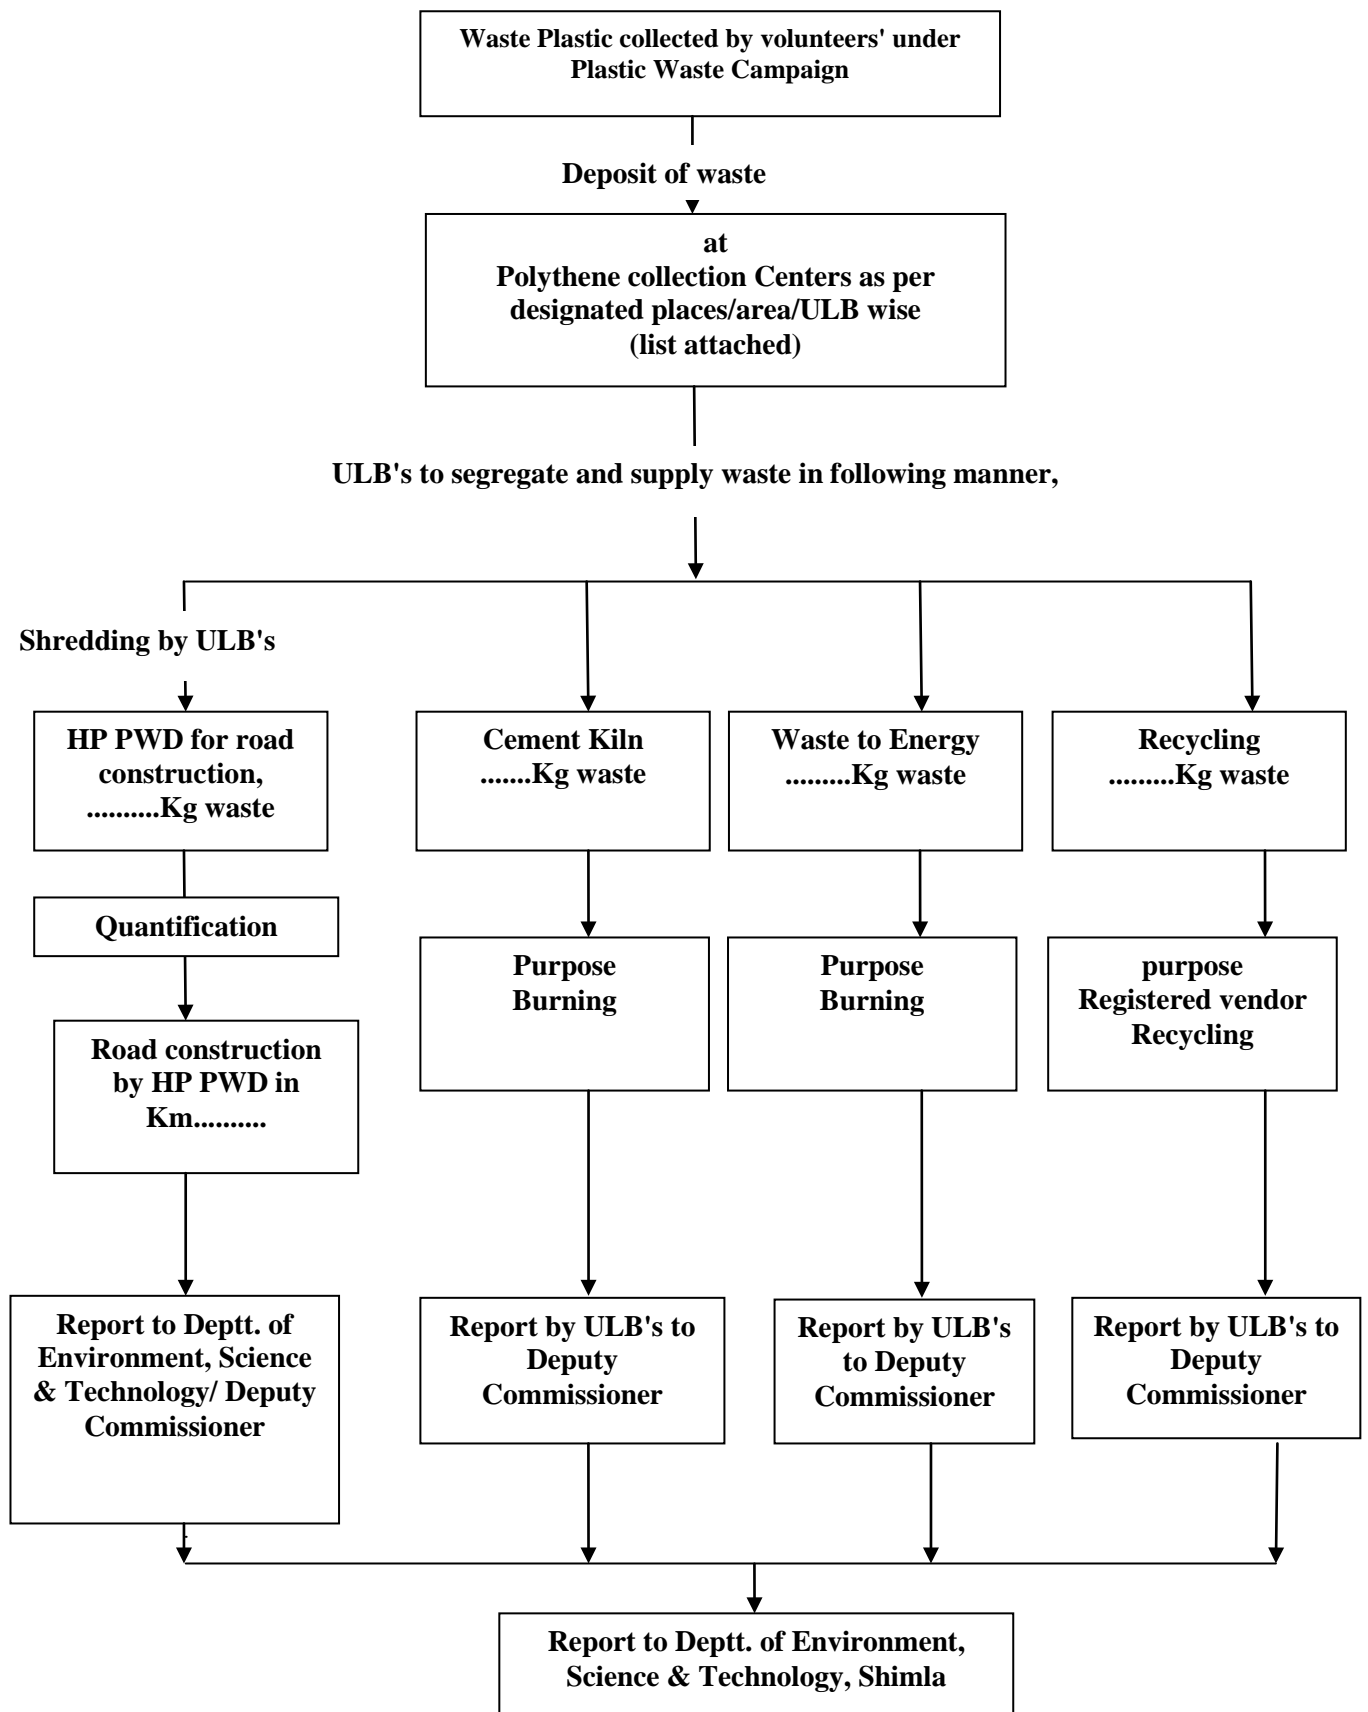 Waste Plastic collected by volunteers' under
Plastic Waste Campaign
Deposit of waste
at
Polythene collection Centers as per
designated places/area/ULB wise
(list attached)
ULB's to segregate and supply waste in following manner,
Shredding by ULB's
HP PWD for road
construction,
..........Kg waste
Cement Kiln
.......Kg waste
Waste to Energy
.........Kg waste
Recycling
.........Kg waste
Quantification
Purpose
Burning
Purpose
Burning
purpose
Registered vendor
Recycling
Road construction
by HP PWD in
Km..........
Report to Deptt. of
Environment, Science
& Technology/ Deputy
Commissioner
Report by ULB's to
Deputy
Commissioner
Report by ULB's
to Deputy
Commissioner
Report by ULB's to
Deputy
Commissioner
Report to Deptt. of Environment,
Science & Technology, Shimla